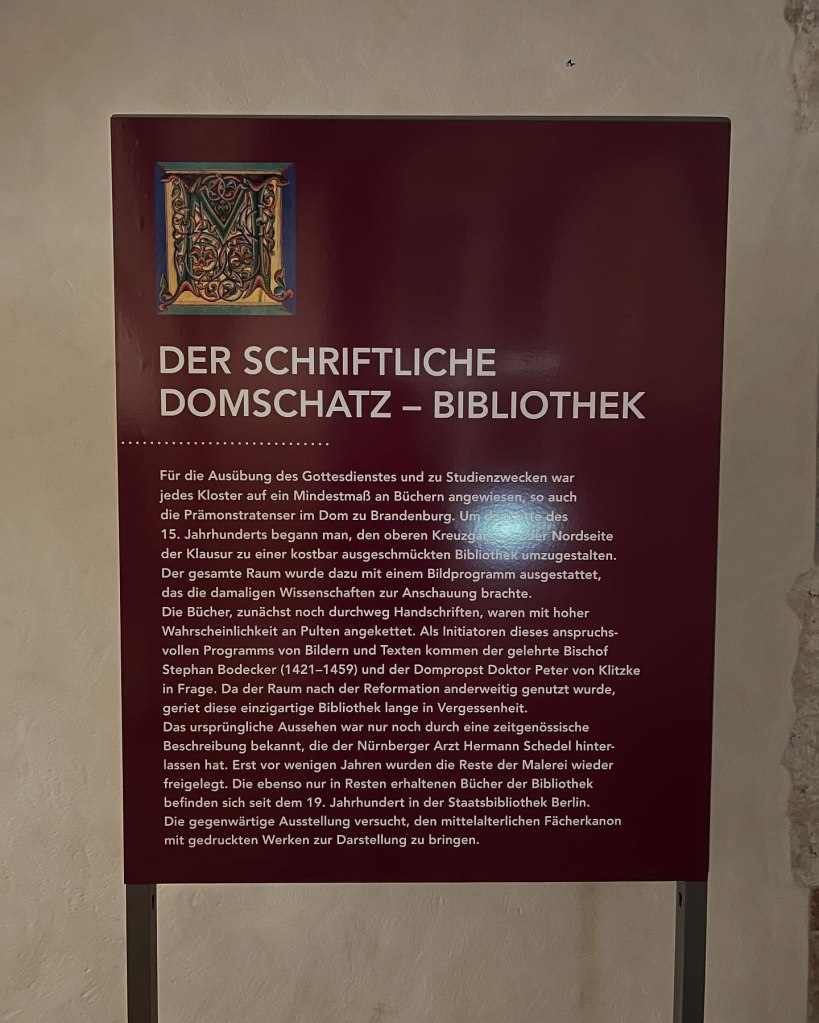 DER SCHRIFTLICHE
DOMSCHATZ – BIBLIOTHEK
Für die Ausübung des Gottesdienstes und zu Studienzwecken war
jedes Kloster auf ein Mindestmaß an Büchern angewiesen, so auch
die Prämonstratenser im Dom zu Brandenburg. Um die Mitte des
15. Jahrhunderts begann man, den oberen Kreuzgang der Nordseite
der Klausur zu einer kostbar ausgeschmückten Bibliothek umzugestalten.
Der gesamte Raum wurde dazu mit einem Bildprogramm ausgestattet,
das die damaligen Wissenschaften zur Anschauung brachte.
Die Bücher, zunächst noch durchweg Handschriften, waren mit hoher
Wahrscheinlichkeit an Pulten angekettet. Als Initiatoren dieses anspruchs-
vollen Programms von Bildern und Texten kommen der gelehrte Bischof
Stephan Bodecker (1421–1459) und der Dompropst Doktor Peter von Klitzke
in Frage. Da der Raum nach der Reformation anderweitig genutzt wurde,
geriet diese einzigartige Bibliothek lange in Vergessenheit.
Das ursprüngliche Aussehen war nur noch durch eine zeitgenössische
Beschreibung bekannt, die der Nürnberger Arzt Hermann Schedel hinter-
lassen hat. Erst vor wenigen Jahren wurden die Reste der Malerei wieder
freigelegt. Die ebenso nur in Resten erhaltenen Bücher der Bibliothek
befinden sich seit dem 19. Jahrhundert in der Staatsbibliothek Berlin.
Die gegenwärtige Ausstellung versucht, den mittelalterlichen Fächerkanon
mit gedruckten Werken zur Darstellung zu bringen.